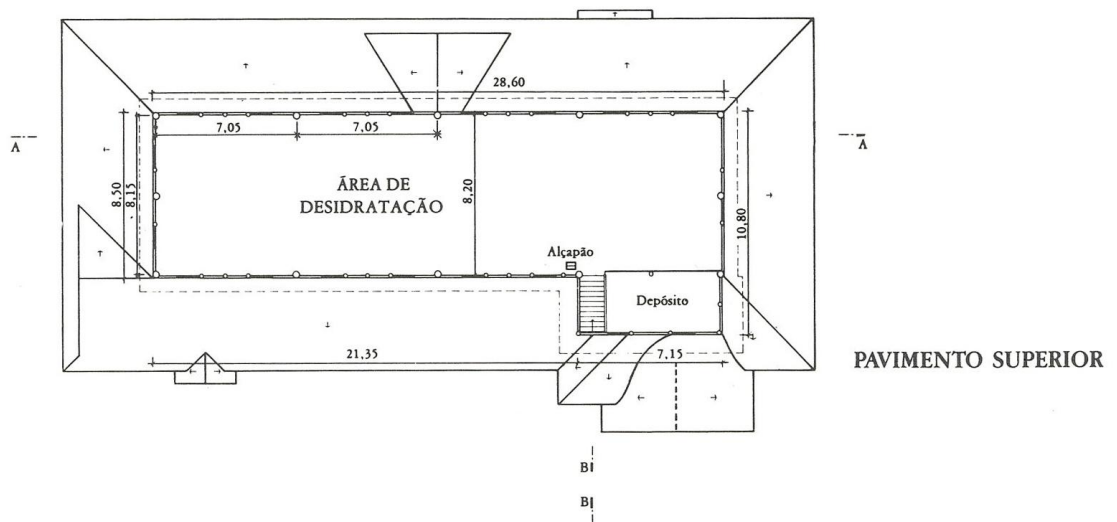 28,60
7,05
7,05
A
A
8,50
8,15
8,20
10,80
ÁREA DE
DESIDRATAÇÃO
Alçapão
Depósito
21,35
7,15
PAVIMENTO SUPERIOR
B
B